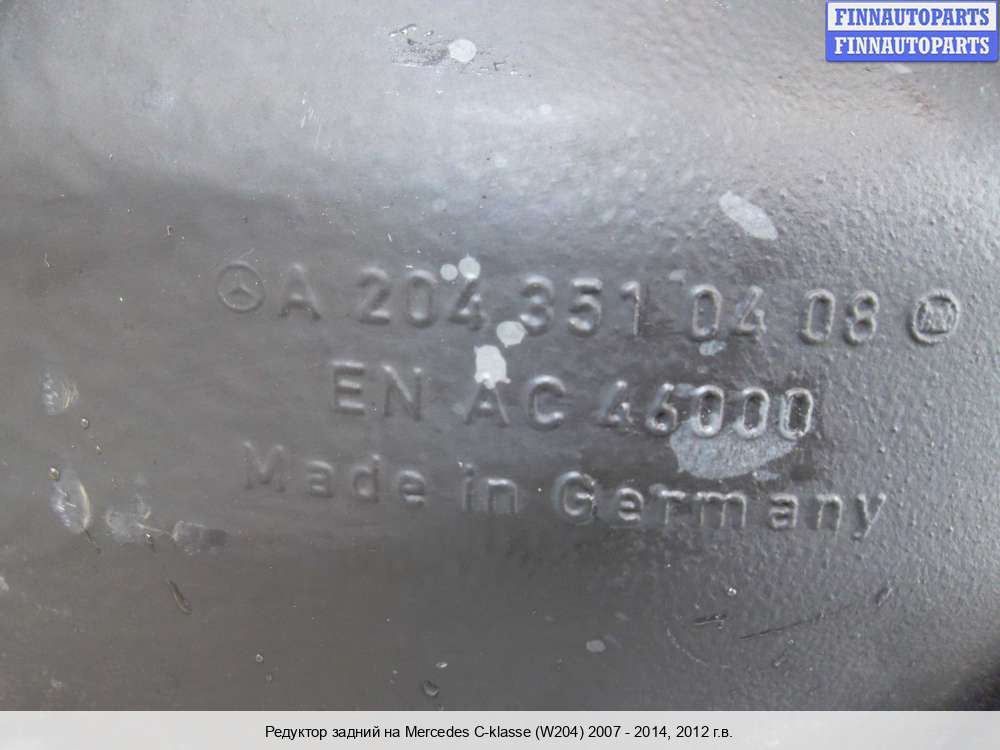 FINNAUTOPARTS
FINNAUTOPARTS
A 204 351 04 08
EN AC 46000
Made in Germany
Редуктор задний на Mercedes C-klasse (W204) 2007 - 2014, 2012 г.в.